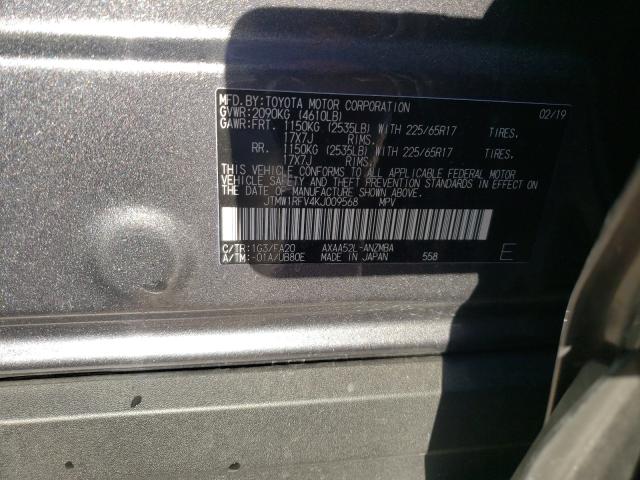 MFD.BY:TOYOTA MOTOR CORPORATION 02/19
GVWR:2090KG (4610LB)
GAWR:FRT. 1150KG (2535LB) WITH 225/65R17 TIRES.
17X7J RIMS.
RR. 1150KG (2535LB) WITH 225/65R17 TIRES.
17X7J RIMS.
THIS VEHICLE CONFORMS TO ALL APPLICABLE FEDERAL MOTOR
VEHICLE SAFETY AND THEFT PREVENTION STANDARDS IN EFFECT ON
THE DATE OF MANUFACTURE SHOWN ABOVE.
JTMW1RFV4KJ009568 MPV
C/TR:1G3/FA20 AXAA52L-ANZMBA
A/TM:-01A/UB80E MADE IN JAPAN 558
E